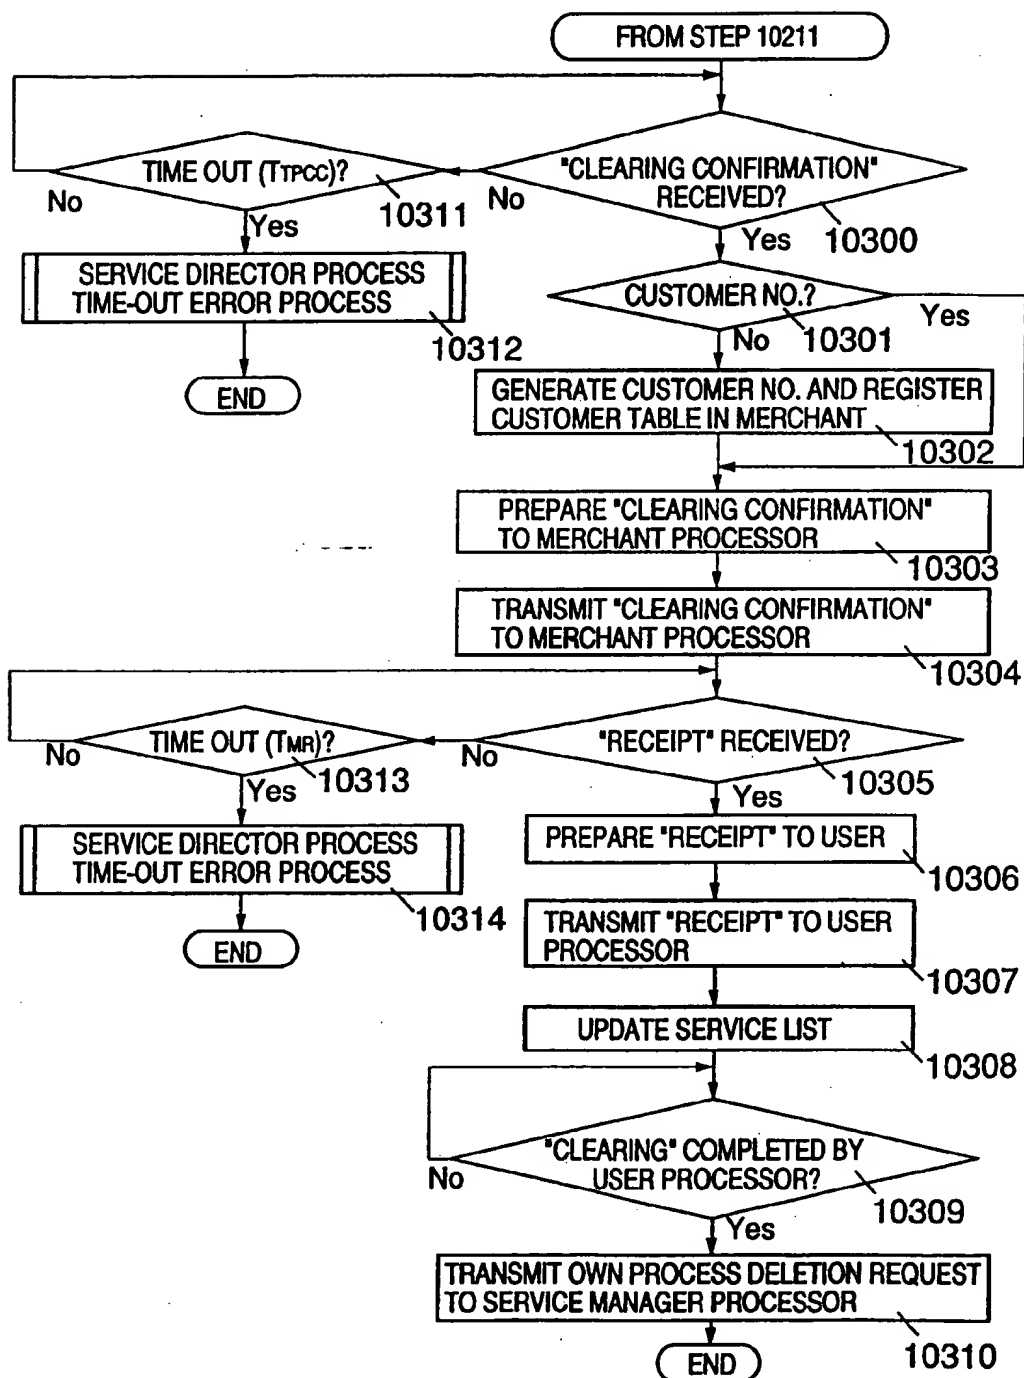 FROM STEP 10211
"CLEARING CONFIRMATION"
RECEIVED?
10300
No
Yes
TIME OUT (TTPCC)?
10311
No
Yes
SERVICE DIRECTOR PROCESS
TIME-OUT ERROR PROCESS
10312
END
CUSTOMER NO.?
10301
Yes
No
GENERATE CUSTOMER NO. AND REGISTER
CUSTOMER TABLE IN MERCHANT
10302
PREPARE "CLEARING CONFIRMATION"
TO MERCHANT PROCESSOR
10303
TRANSMIT "CLEARING CONFIRMATION"
TO MERCHANT PROCESSOR
10304
"RECEIPT" RECEIVED?
10305
No
Yes
TIME OUT (TMR)?
10313
No
Yes
SERVICE DIRECTOR PROCESS
TIME-OUT ERROR PROCESS
10314
END
PREPARE "RECEIPT" TO USER
10306
TRANSMIT "RECEIPT" TO USER
PROCESSOR
10307
UPDATE SERVICE LIST
10308
"CLEARING" COMPLETED BY
USER PROCESSOR?
10309
No
Yes
TRANSMIT OWN PROCESS DELETION REQUEST
TO SERVICE MANAGER PROCESSOR
10310
END